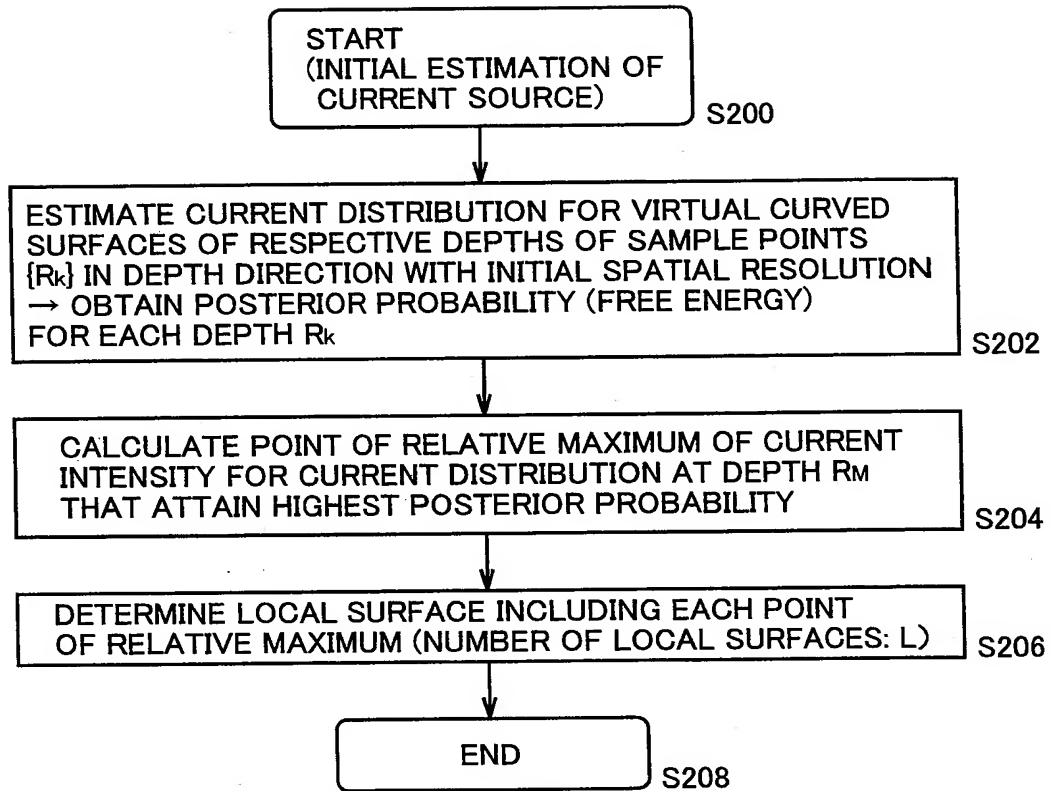 START
(INITIAL ESTIMATION OF
CURRENT SOURCE)
S200
ESTIMATE CURRENT DISTRIBUTION FOR VIRTUAL CURVED
SURFACES OF RESPECTIVE DEPTHS OF SAMPLE POINTS
{Rk} IN DEPTH DIRECTION WITH INITIAL SPATIAL RESOLUTION
→ OBTAIN POSTERIOR PROBABILITY (FREE ENERGY)
FOR EACH DEPTH Rk
S202
CALCULATE POINT OF RELATIVE MAXIMUM OF CURRENT
INTENSITY FOR CURRENT DISTRIBUTION AT DEPTH RM
THAT ATTAIN HIGHEST POSTERIOR PROBABILITY
S204
DETERMINE LOCAL SURFACE INCLUDING EACH POINT
OF RELATIVE MAXIMUM (NUMBER OF LOCAL SURFACES: L)
S206
END
S208